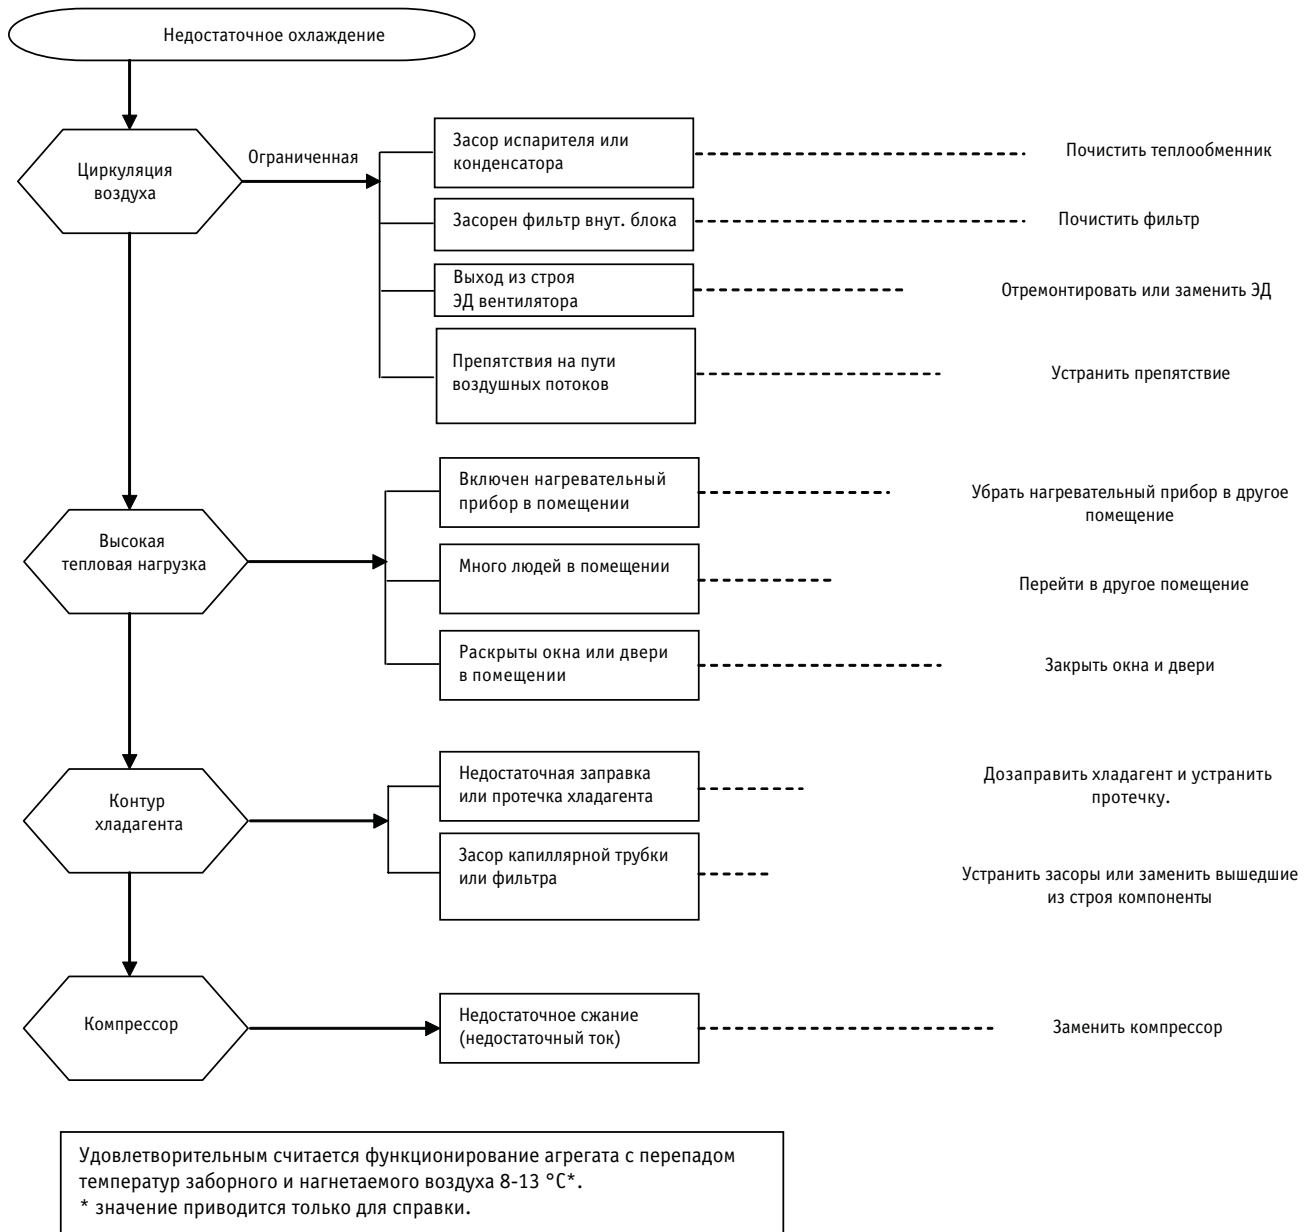 Недостаточное охлаждение
Циркуляция
воздуха
Ограниченная
Засор испарителя или
конденсатора
Почистить теплообменник
Засорен фильтр внут. блока
Почистить фильтр
Выход из строя
ЭД вентилятора
Отремонтировать или заменить ЭД
Препятствия на пути
воздушных потоков
Устранить препятствие
Высокая
тепловая нагрузка
Включен нагревательный
прибор в помещении
Убрать нагревательный прибор в другое
помещение
Много людей в помещении
Перейти в другое помещение
Раскрыты окна или двери
в помещении
Закрыть окна и двери
Контур
хладагента
Недостаточная заправка
или протечка хладагента
Дозаправить хладагент и устранить
протечку.
Засор капиллярной трубки
или фильтра
Устранить засоры или заменить вышедшие
из строя компоненты
Компрессор
Недостаточное сжание
(недостаточный ток)
Заменить компрессор
Удовлетворительным считается функционирование агрегата с перепадом
температур заборного и нагнетаемого воздуха 8-13 °C*.
* значение приводится только для справки.